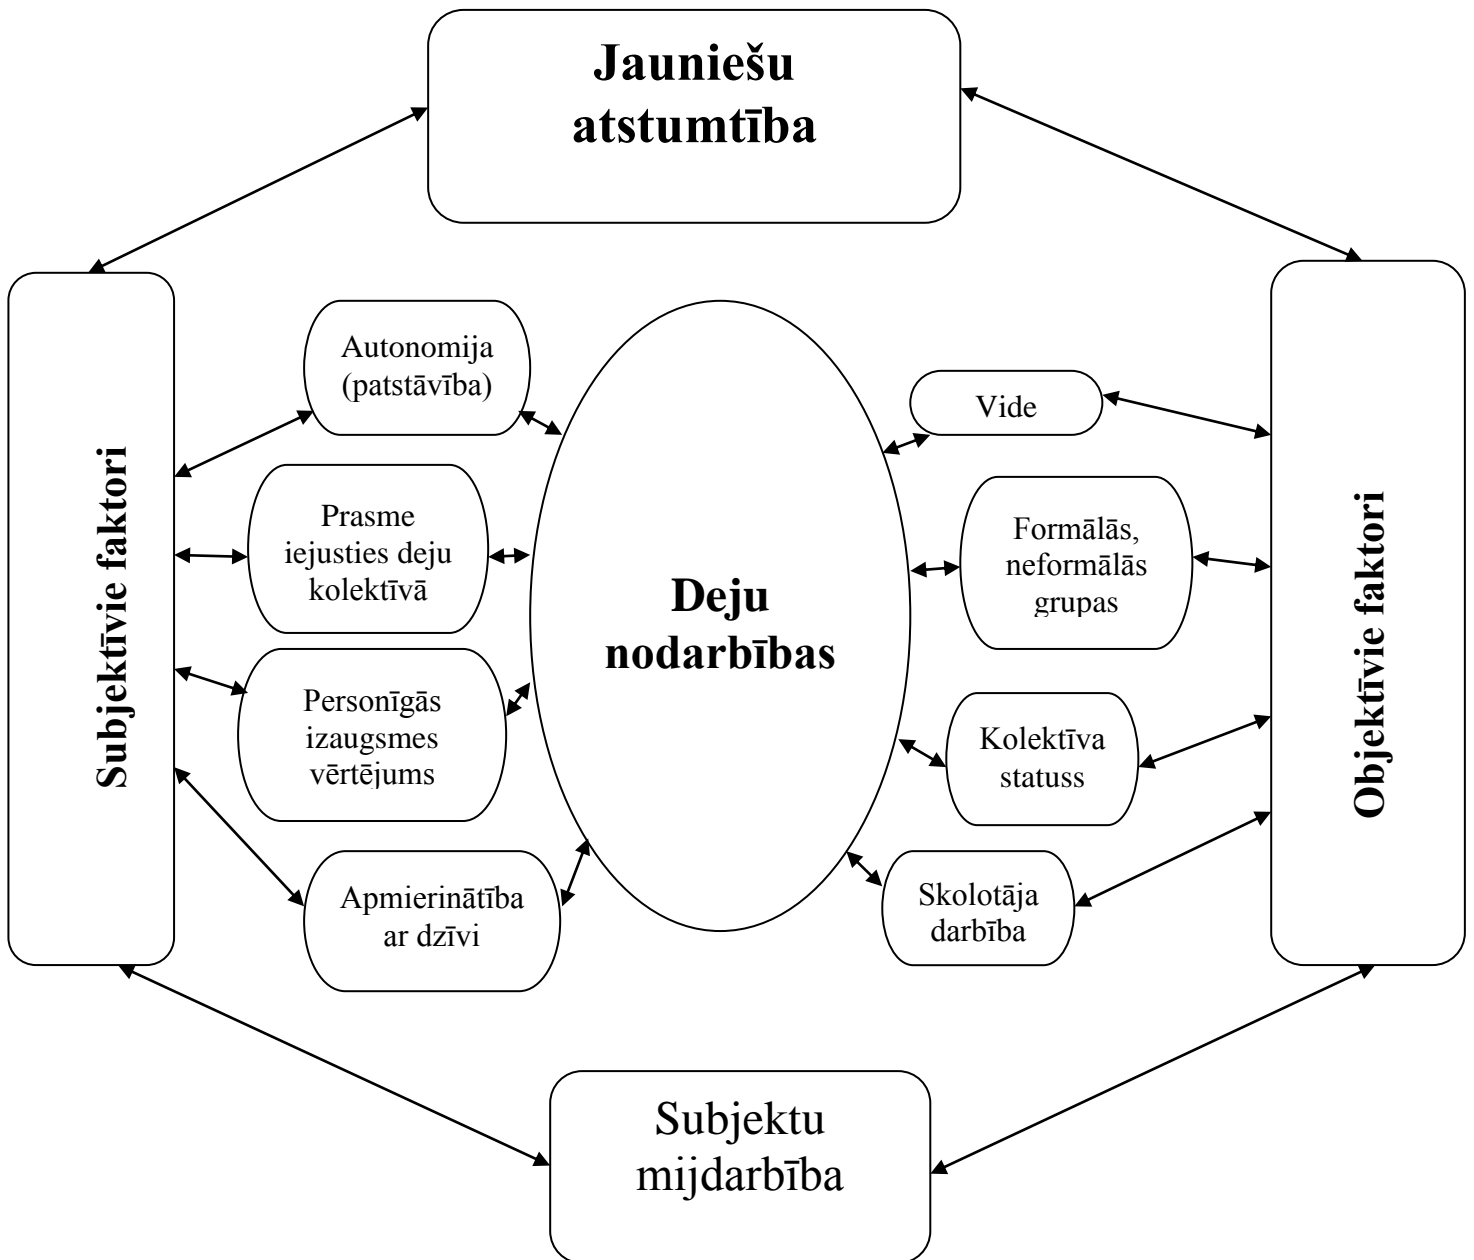 Jauniešu
atstumtība
Subjektīvie faktori
Autonomija
(patstāvība)
Prasme
iejusties deju
kolektīvā
Personīgās
izaugsmes
vērtējums
Apmierinātība
ar dzīvi
Deju
nodarbības
Vide
Formālās,
neformālās
grupas
Kolektīva
statuss
Skolotāja
darbība
Objektīvie faktori
Subjektu
mijdarbība